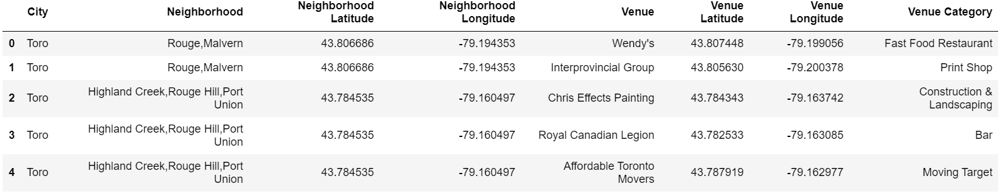 City Neighborhood Neighborhood Latitude Neighborhood Longitude Venue Venue Latitude Venue Longitude Venue Category
0 Toro Rouge,Malvern 43.806686 -79.194353 Wendy's 43.807448 -79.199056 Fast Food Restaurant
1 Toro Rouge,Malvern 43.806686 -79.194353 Interprovincial Group 43.805630 -79.200378 Print Shop
2 Toro Highland Creek,Rouge Hill,Port Union 43.784535 -79.160497 Chris Effects Painting 43.784343 -79.163742 Construction & Landscaping
3 Toro Highland Creek,Rouge Hill,Port Union 43.784535 -79.160497 Royal Canadian Legion 43.782533 -79.163085 Bar
4 Toro Highland Creek,Rouge Hill,Port Union 43.784535 -79.160497 Affordable Toronto Movers 43.787919 -79.162977 Moving Target